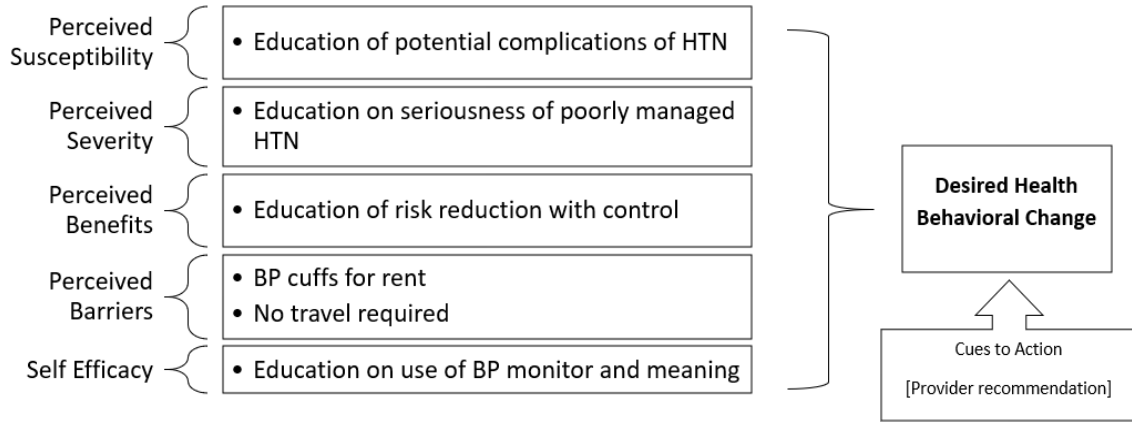 Perceived
Susceptibility
• Education of potential complications of HTN
Perceived
Severity
• Education on seriousness of poorly managed
HTN
Perceived
Benefits
• Education of risk reduction with control
Perceived
Barriers
• BP cuffs for rent
• No travel required
Self Efficacy
• Education on use of BP monitor and meaning
Desired Health
Behavioral Change
Cues to Action
[Provider recommendation]